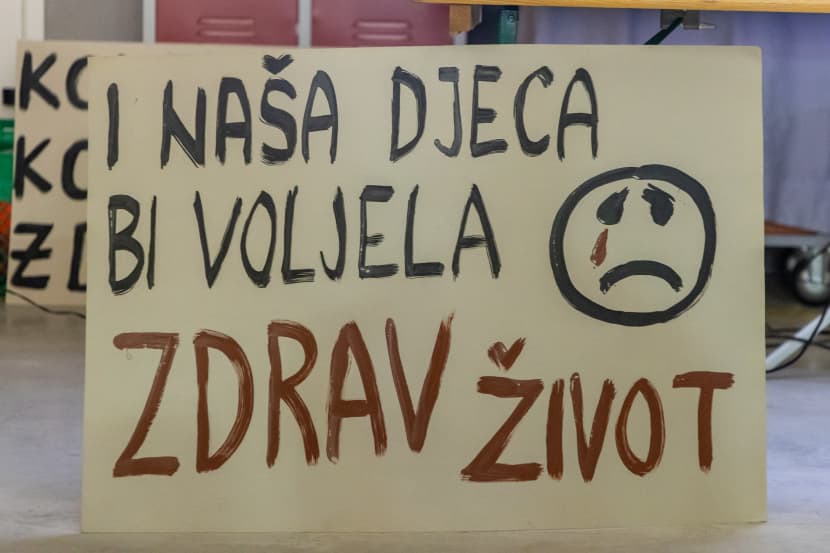 I NAŠA DJECA
BI VOLJELA
ZDRAV ŽIVOT